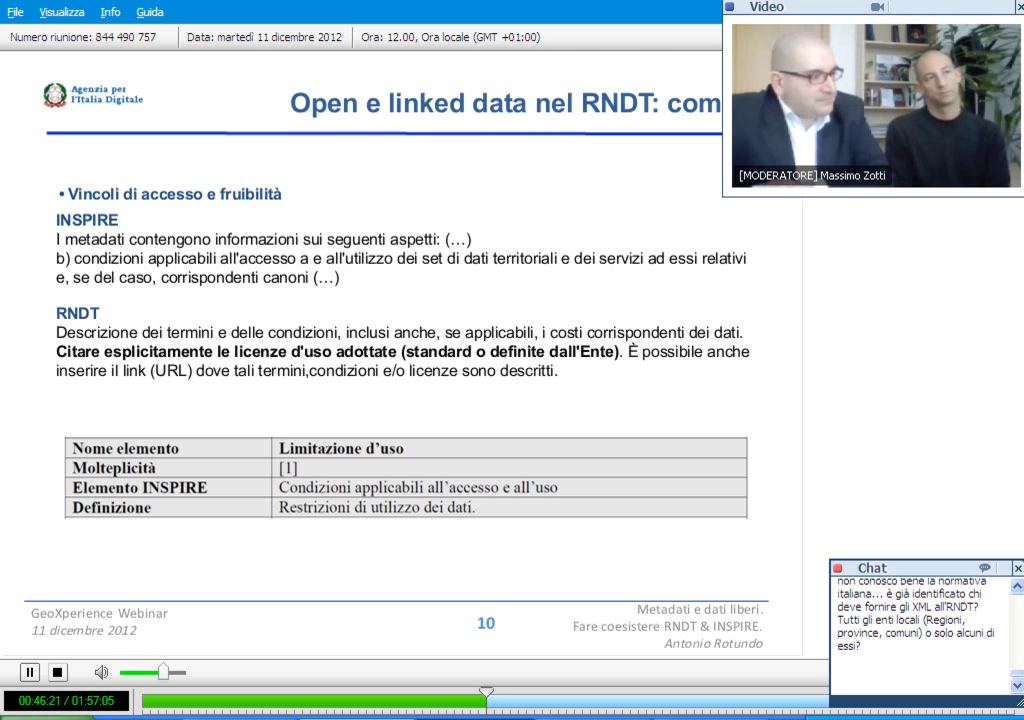 File Visualizza Info Guida
Numero riunione: 844 490 757 Data: martedì 11 dicembre 2012 Ora: 12.00, Ora locale (GMT +01:00)
Video
[MODERATORE] Massimo Zotti
Agenzia per
l'Italia Digitale
Open e linked data nel RNDT: com
• Vincoli di accesso e fruibilità
INSPIRE
I metadati contengono informazioni sui seguenti aspetti: (…)
b) condizioni applicabili all'accesso a e all'utilizzo dei set di dati territoriali e dei servizi ad essi relativi
e, se del caso, corrispondenti canoni (…)
RNDT
Descrizione dei termini e delle condizioni, inclusi anche, se applicabili, i costi corrispondenti dei dati.
Citare esplicitamente le licenze d'uso adottate (standard o definite dall'Ente). È possibile anche
inserire il link (URL) dove tali termini,condizioni e/o licenze sono descritti.
Nome elemento Limitazione d'uso
Molteplicità [1]
Elemento INSPIRE Condizioni applicabili all'accesso e all'uso
Definizione Restrizioni di utilizzo dei dati.
GeoXperience Webinar
11 dicembre 2012
10
Metadati e dati liberi.
Fare coesistere RNDT & INSPIRE.
Antonio Rotundo
Chat
non conosco bene la normativa
italiana... è già identificato chi
deve fornire gli XML all'RNDT?
Tutti gli enti locali (Regioni,
province, comuni) o solo alcuni di
essi?
00:46:21 / 01:57:05